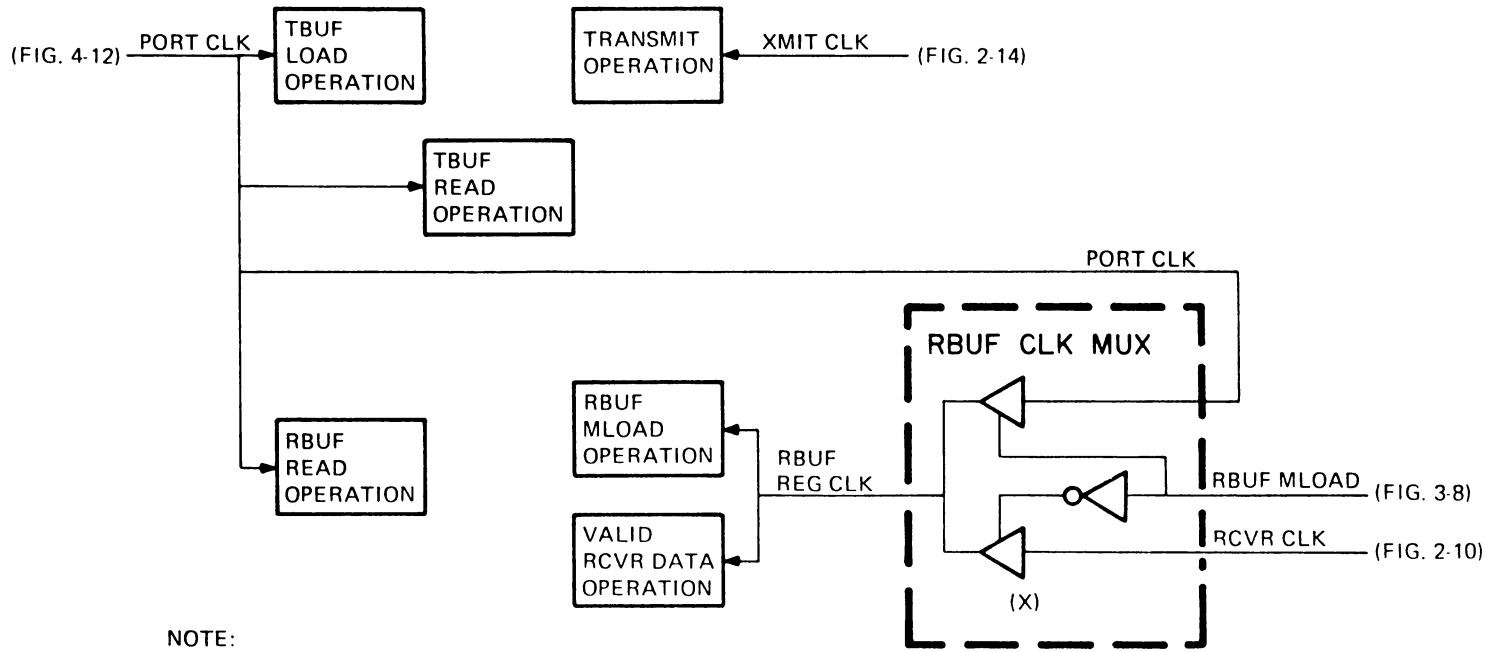 (FIG. 4-12)
PORT CLK
TBUF
LOAD
OPERATION
TRANSMIT
OPERATION
XMIT CLK
(FIG. 2-14)
TBUF
READ
OPERATION
PORT CLK
RBUF CLK MUX
RBUF
MLOAD
OPERATION
RBUF
READ
OPERATION
RBUF
REG CLK
RBUF MLOAD
(FIG. 3-8)
VALID
RCVR DATA
OPERATION
RCVR CLK
(FIG. 2-10)
(X)
NOTE: